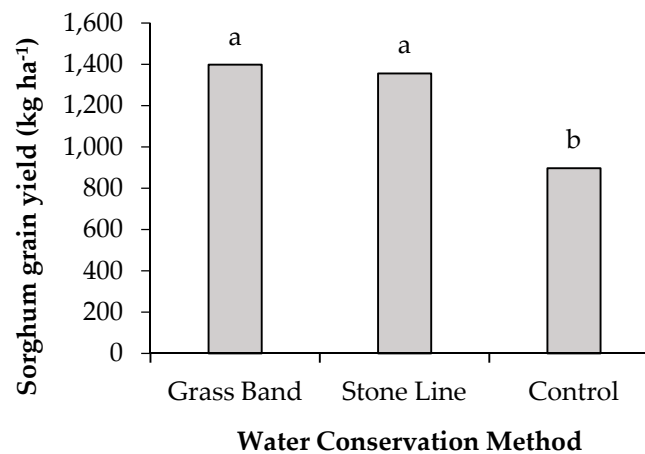 Sorghum grain yield (kg ha⁻¹)
1,600
1,400
1,200
1,000
800
600
400
200
0
a
a
b
Grass Band
Stone Line
Control
Water Conservation Method